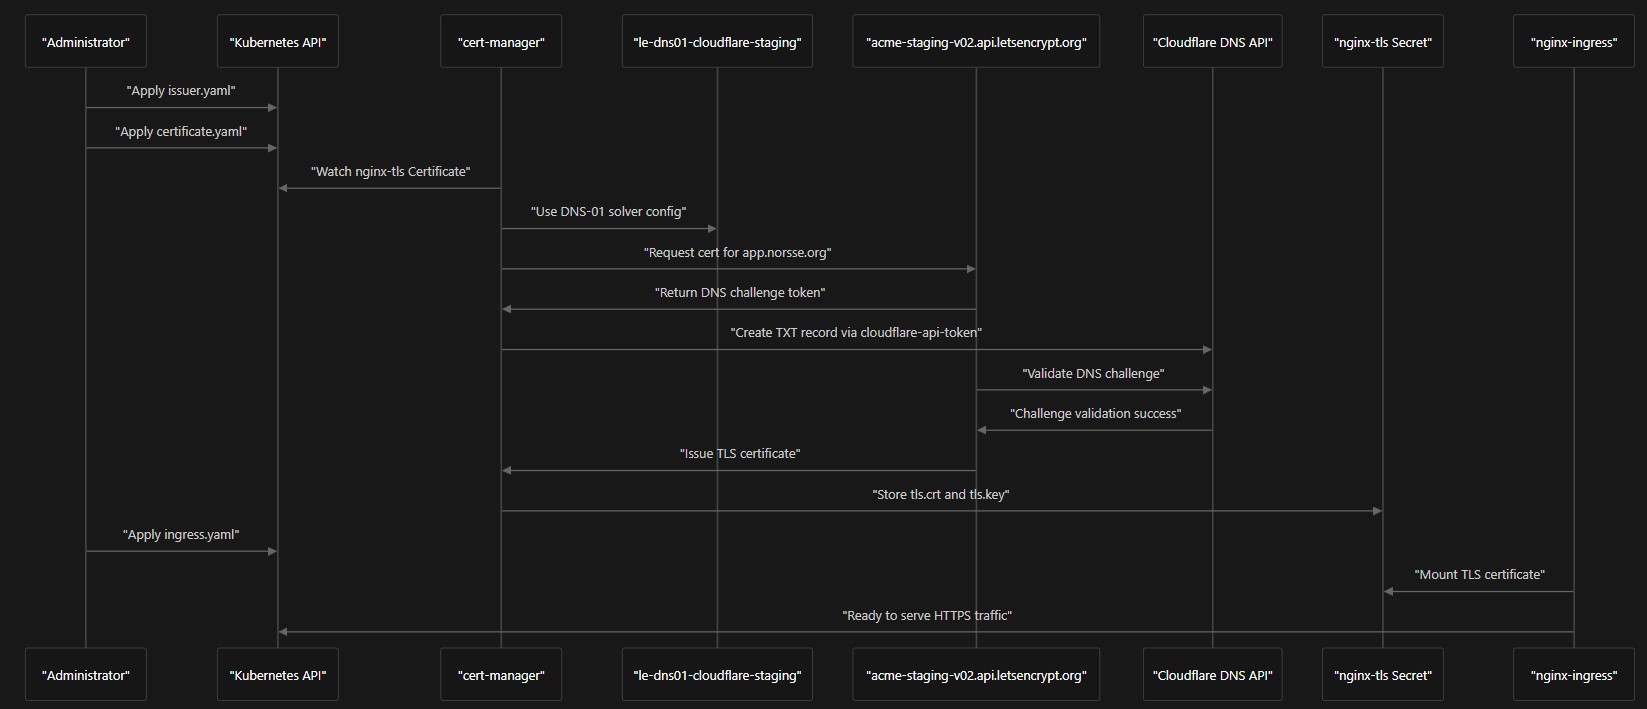 "Administrator"
"Kubernetes API"
"cert-manager"
"le-dns01-cloudflare-staging"
"acme-staging-v02.api.letsencrypt.org"
"Cloudflare DNS API"
"nginx-tls Secret"
"nginx-ingress"
"Apply issuer.yaml"
"Apply certificate.yaml"
"Watch nginx-tls Certificate"
"Use DNS-01 solver config"
"Request cert for app.norsse.org"
"Return DNS challenge token"
"Create TXT record via cloudflare-api-token"
"Validate DNS challenge"
"Challenge validation success"
"Issue TLS certificate"
"Store tls.crt and tls.key"
"Apply ingress.yaml"
"Mount TLS certificate"
"Ready to serve HTTPS traffic"
"Administrator"
"Kubernetes API"
"cert-manager"
"le-dns01-cloudflare-staging"
"acme-staging-v02.api.letsencrypt.org"
"Cloudflare DNS API"
"nginx-tls Secret"
"nginx-ingress"